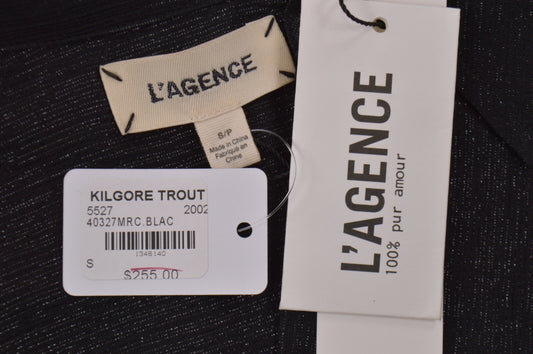 L'AGENCE
S/P
Made in China
Fabriqué en
Chine
KILGORE TROUT
5527 2002
40327MRC.BLAC
1348140
S
$255.00
L'AGENCE
100% pur amour